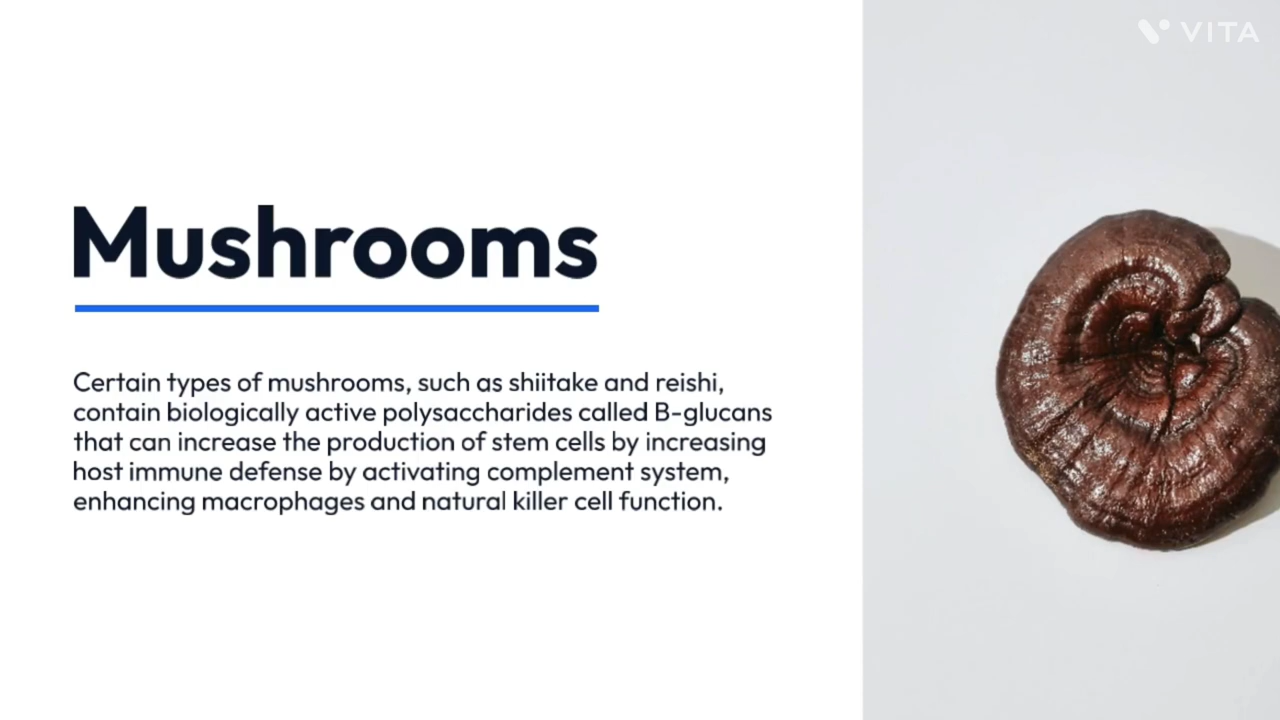 VITA
Mushrooms
Certain types of mushrooms, such as shiitake and reishi,
contain biologically active polysaccharides called B-glucans
that can increase the production of stem cells by increasing
host immune defense by activating complement system,
enhancing macrophages and natural killer cell function.